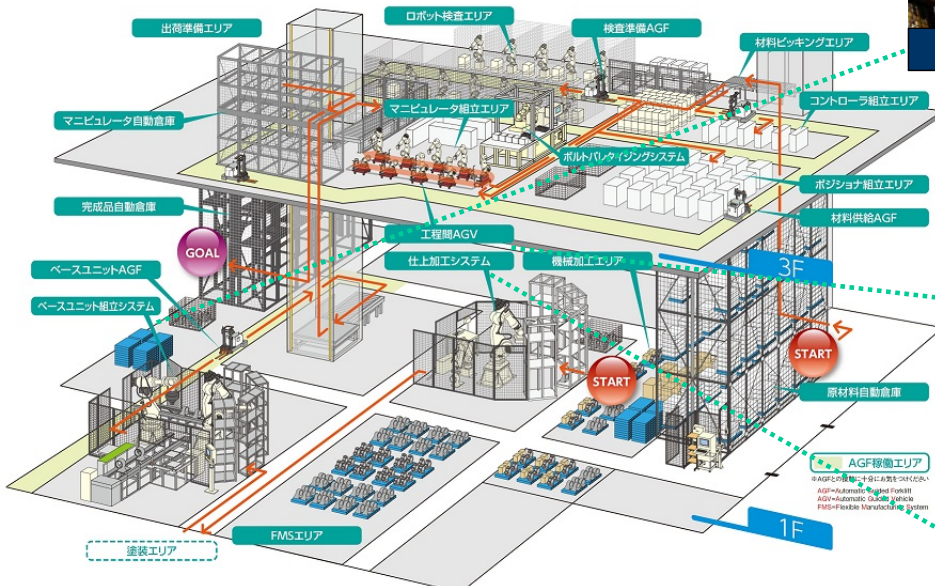 ロボット検査エリア
出荷準備エリア
検査準備AGF
材料ピッキングエリア
マニピュレータ組立エリア
コントローラ組立エリア
マニピュレータ自動倉庫
ボルトパレタイジングシステム
ポジショナ組立エリア
完成品自動倉庫
材料供給AGF
工程間AGV
GOAL
仕上加工システム
機械加工エリア
3F
ベースユニットAGF
ベースユニット組立システム
START
START
原材料自動倉庫
AGF稼働エリア
※AGFとの接触に十分にお気をつけください
AGF=Automatic Guided Forklift
AGV=Automatic Guided Vehicle
FMS=Flexible Manufacturing System
1F
FMSエリア
塗装エリア